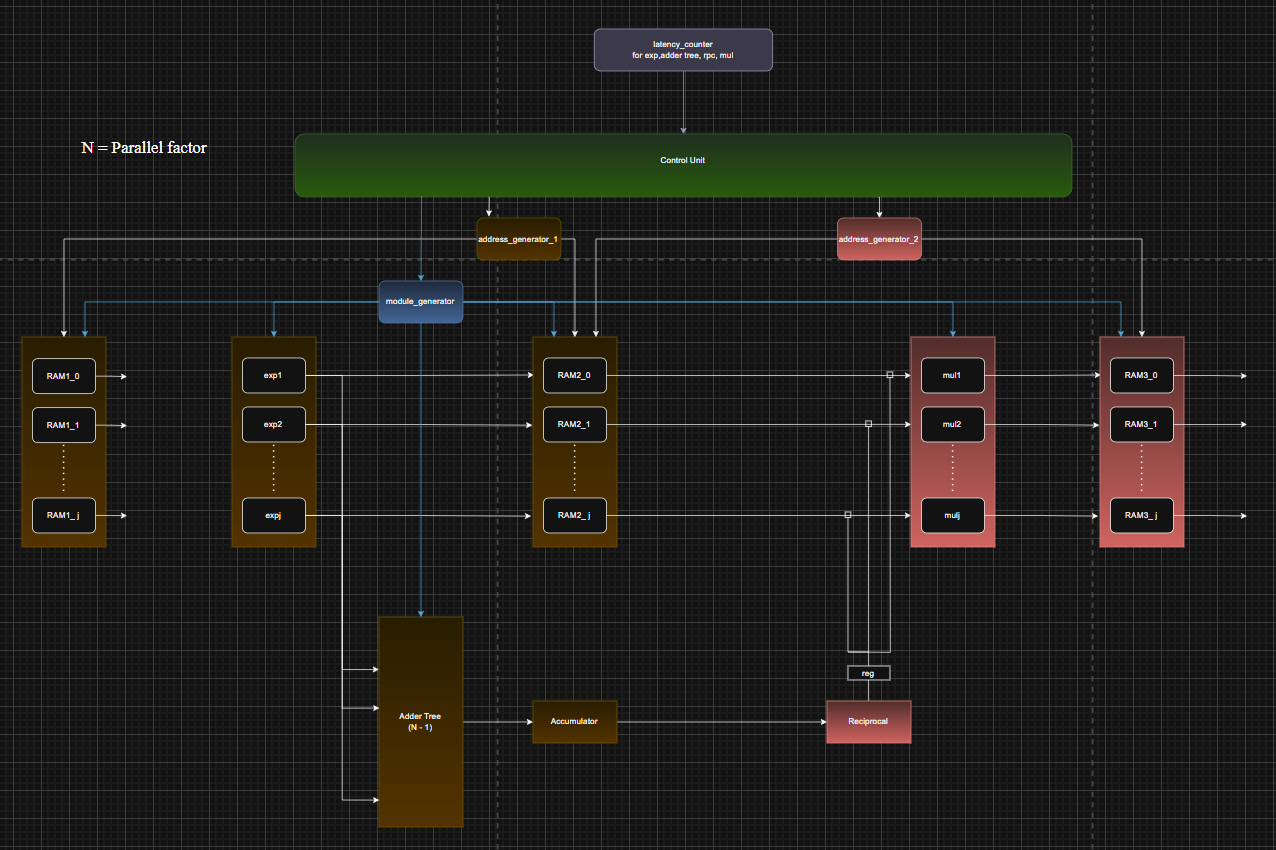 latency_counter
for exp,adder tree, rpc, mul
N = Parallel factor
Control Unit
address_generator_1
address_generator_2
module_generator
RAM1_0
exp1
RAM2_0
mul1
RAM3_0
RAM1_1
exp2
RAM2_1
mul2
RAM3_1
RAM1_ j
expj
RAM2_ j
mulj
RAM3_ j
reg
Adder Tree
(N - 1)
Accumulator
Reciprocal